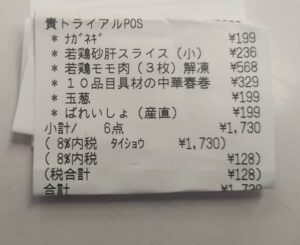 責トライアルPOS
* ナガネギ ¥199
* 若鶏砂肝スライス（小） ¥236
* 若鶏モモ肉（３枚）解凍 ¥568
* １０品目具材の中華春巻 ¥329
* 玉葱 ¥199
* ばれいしょ（産直） ¥199
小計/ 6点 ¥1,730
( 8%内税 タイショウ ¥1,730)
( 8%内税 ¥128)
(税合計 ¥128)
合計 ¥1,730